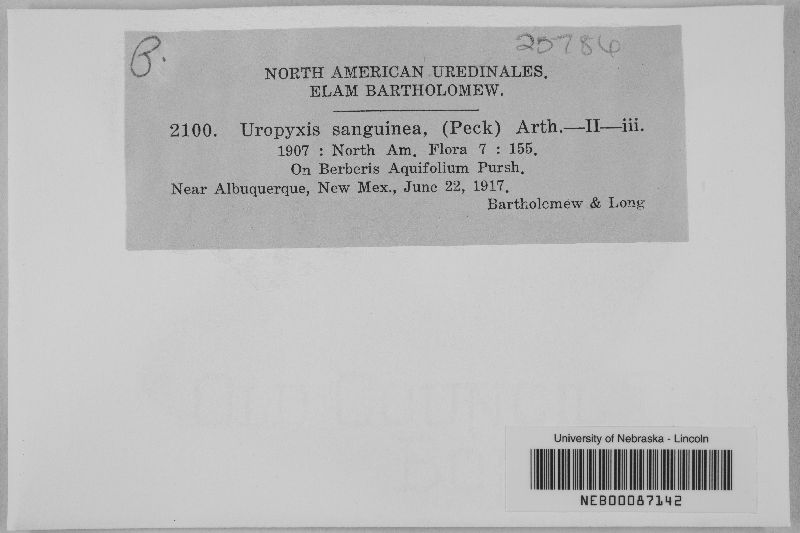 B.
25786
NORTH AMERICAN UREDINALES.
ELAM BARTHOLOMEW.
2100. Uropyxis sanguinea, (Peck) Arth.—II—iii.
1907 : North Am. Flora 7 : 155.
On Berberis Aquifolium Pursh.
Near Albuquerque, New Mex., June 22, 1917.
Bartholomew & Long
University of Nebraska - Lincoln
NEB00087142